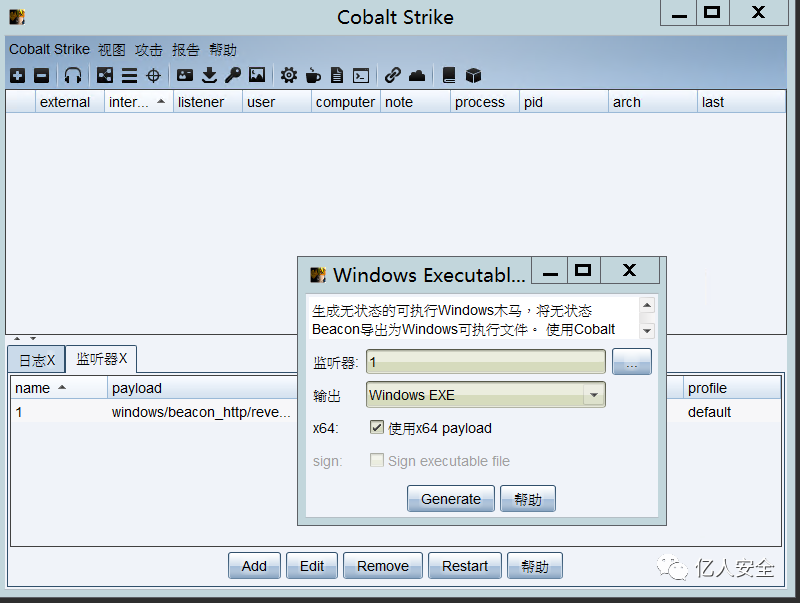 Cobalt Strike
Cobalt Strike 视图 攻击 报告 帮助
external inter... listener user computer note process pid arch last
Windows Executabl...
生成无状态的可执行Windows木马，将无状态
Beacon导出为Windows可执行文件。 使用Cobalt
监听器: 1 ...
输出 Windows EXE
x64: 使用x64 payload
sign: Sign executable file
Generate 帮助
日志X 监听器X
name payload profile
1 windows/beacon_http/reve... default
Add Edit Remove Restart 帮助
亿人安全